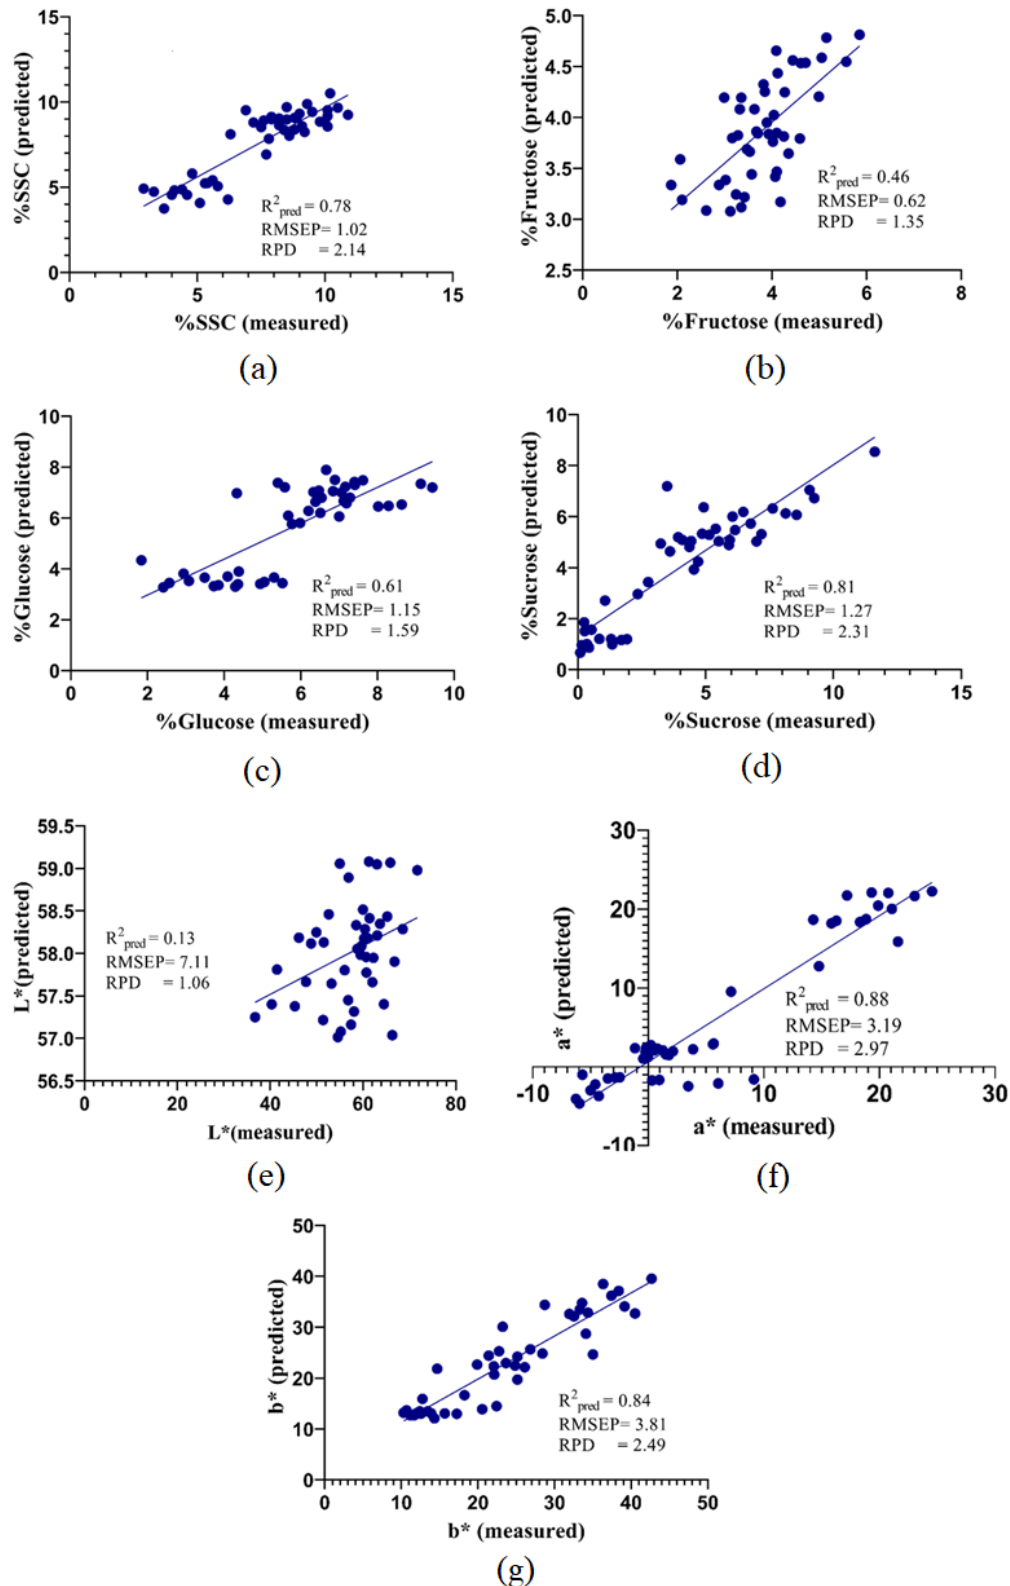 15
10
5
0
%SSC (predicted)
R²pred = 0.78
RMSEP= 1.02
RPD = 2.14
0 5 10 15
%SSC (measured)
(a)
5.0
4.5
4.0
3.5
3.0
2.5
%Fructose (predicted)
R²pred = 0.46
RMSEP= 0.62
RPD = 1.35
0 2 4 6 8
%Fructose (measured)
(b)
10
8
6
4
2
0
%Glucose (predicted)
R²pred = 0.61
RMSEP= 1.15
RPD = 1.59
0 2 4 6 8 10
%Glucose (measured)
(c)
10
8
6
4
2
0
%Sucrose (predicted)
R²pred = 0.81
RMSEP= 1.27
RPD = 2.31
0 5 10 15
%Sucrose (measured)
(d)
59.5
59.0
58.5
58.0
57.5
57.0
56.5
L*(predicted)
R²pred = 0.13
RMSEP= 7.11
RPD = 1.06
0 20 40 60 80
L*(measured)
(e)
30
20
10
-10
a* (predicted)
R²pred = 0.88
RMSEP= 3.19
RPD = 2.97
-10 0 10 20 30
a* (measured)
(f)
50
40
30
20
10
0
b* (predicted)
R²pred = 0.84
RMSEP= 3.81
RPD = 2.49
0 10 20 30 40 50
b* (measured)
(g)